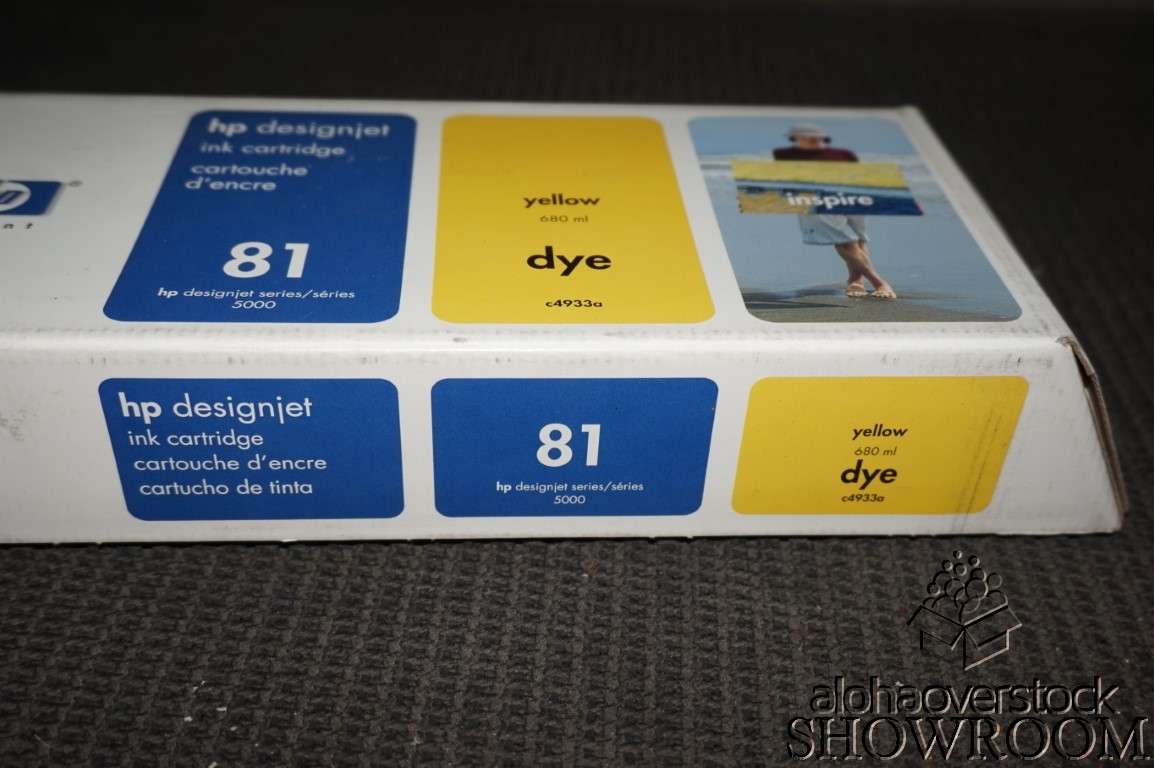 hp designjet
ink cartridge
cartouche
d'encre
81
hp designjet series/séries
5000
yellow
680 ml
dye
c4933a
inspire
hp designjet
ink cartridge
cartouche d'encre
cartucho de tinta
81
hp designjet series/séries
5000
yellow
680 ml
dye
c4933a
alohaoverstock
SHOWROOM